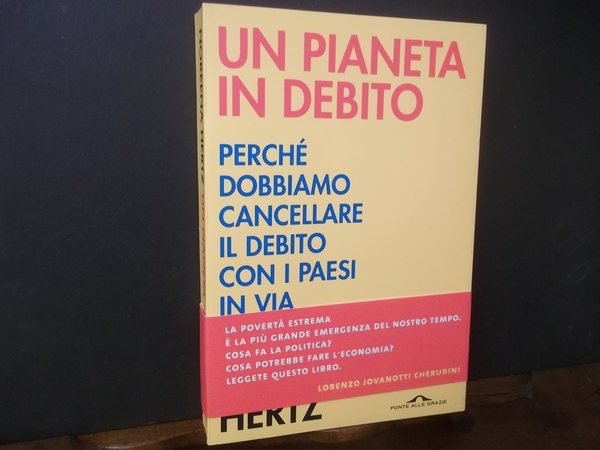 UN PIANETA
IN DEBITO
PERCHÉ
DOBBIAMO
CANCELLARE
IL DEBITO
CON I PAESI
IN VIA
LA POVERTÀ ESTREMA
È LA PIÙ GRANDE EMERGENZA DEL NOSTRO TEMPO.
COSA FA LA POLITICA?
COSA POTREBBE FARE L'ECONOMIA?
LEGGETE QUESTO LIBRO.
LORENZO JOVANOTTI CHERUBINI
HERTZ
PONTE ALLE GRAZIE
NOREENA HERTZ